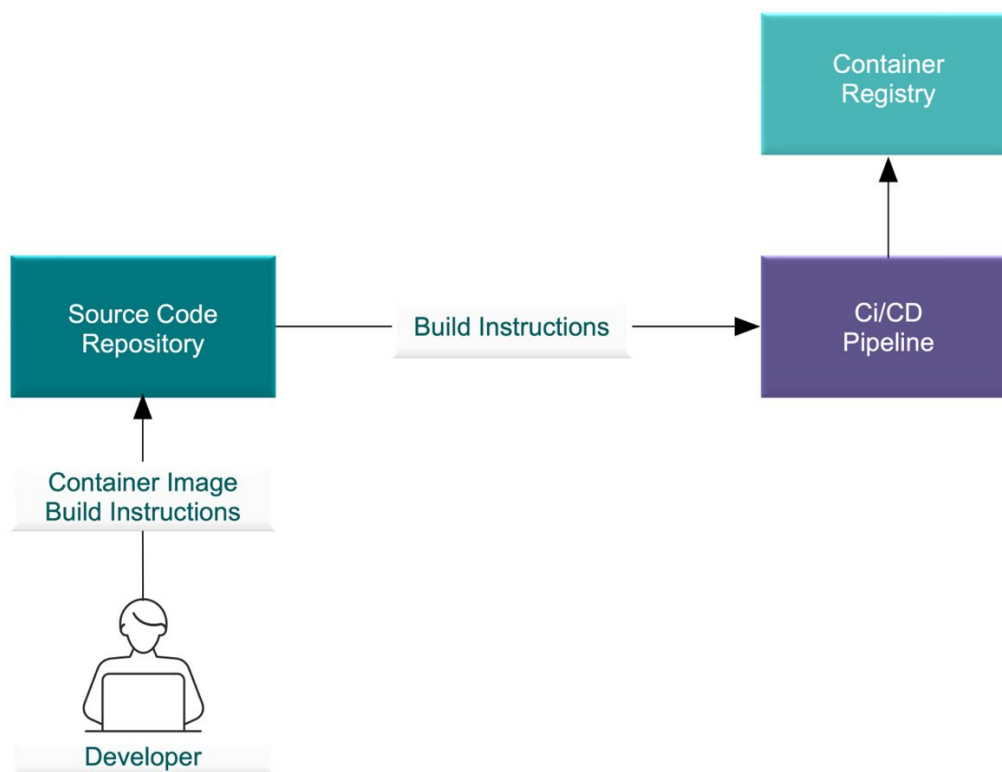 Container
Registry
Source Code
Repository
Build Instructions
Ci/CD
Pipeline
Container Image
Build Instructions
Developer